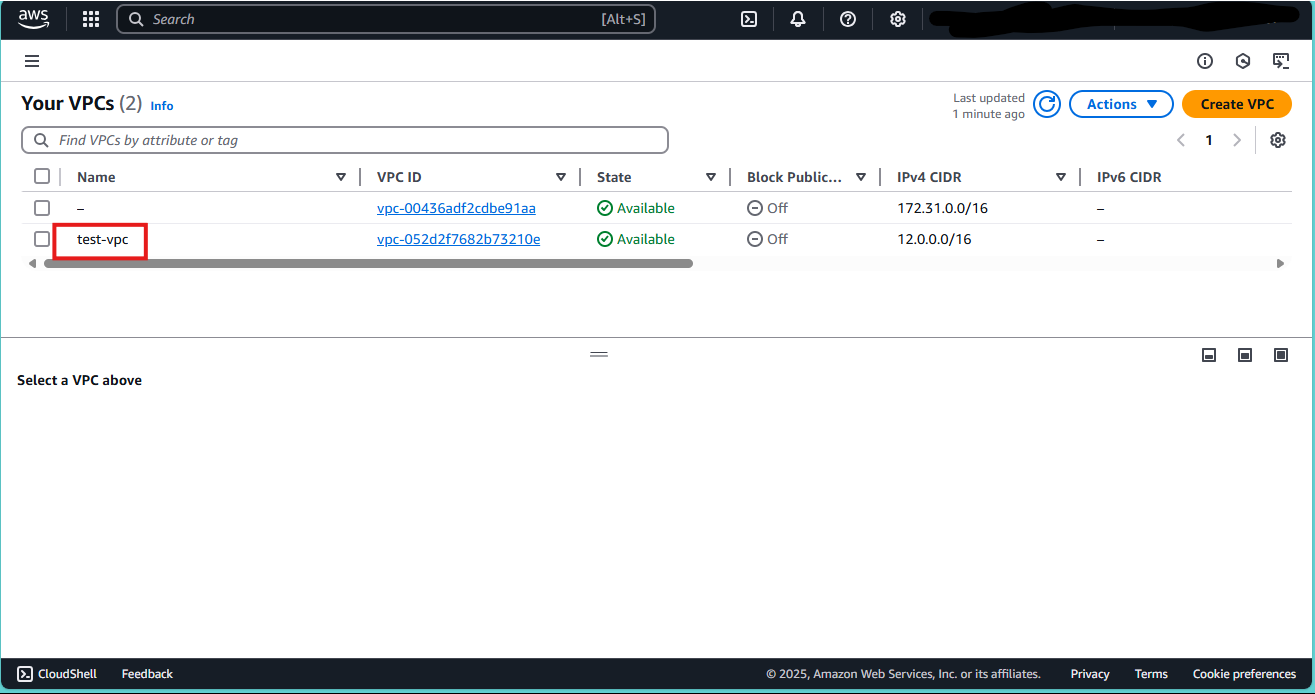 aws Search [Alt+S]
Your VPCs (2) Info
Last updated
1 minute ago
Actions
Create VPC
Find VPCs by attribute or tag
1
Name VPC ID State Block Public... IPv4 CIDR IPv6 CIDR
– vpc-00436adf2cdbe91aa Available Off 172.31.0.0/16 –
test-vpc vpc-052d2f7682b73210e Available Off 12.0.0.0/16 –
Select a VPC above
CloudShell Feedback © 2025, Amazon Web Services, Inc. or its affiliates. Privacy Terms Cookie preferences